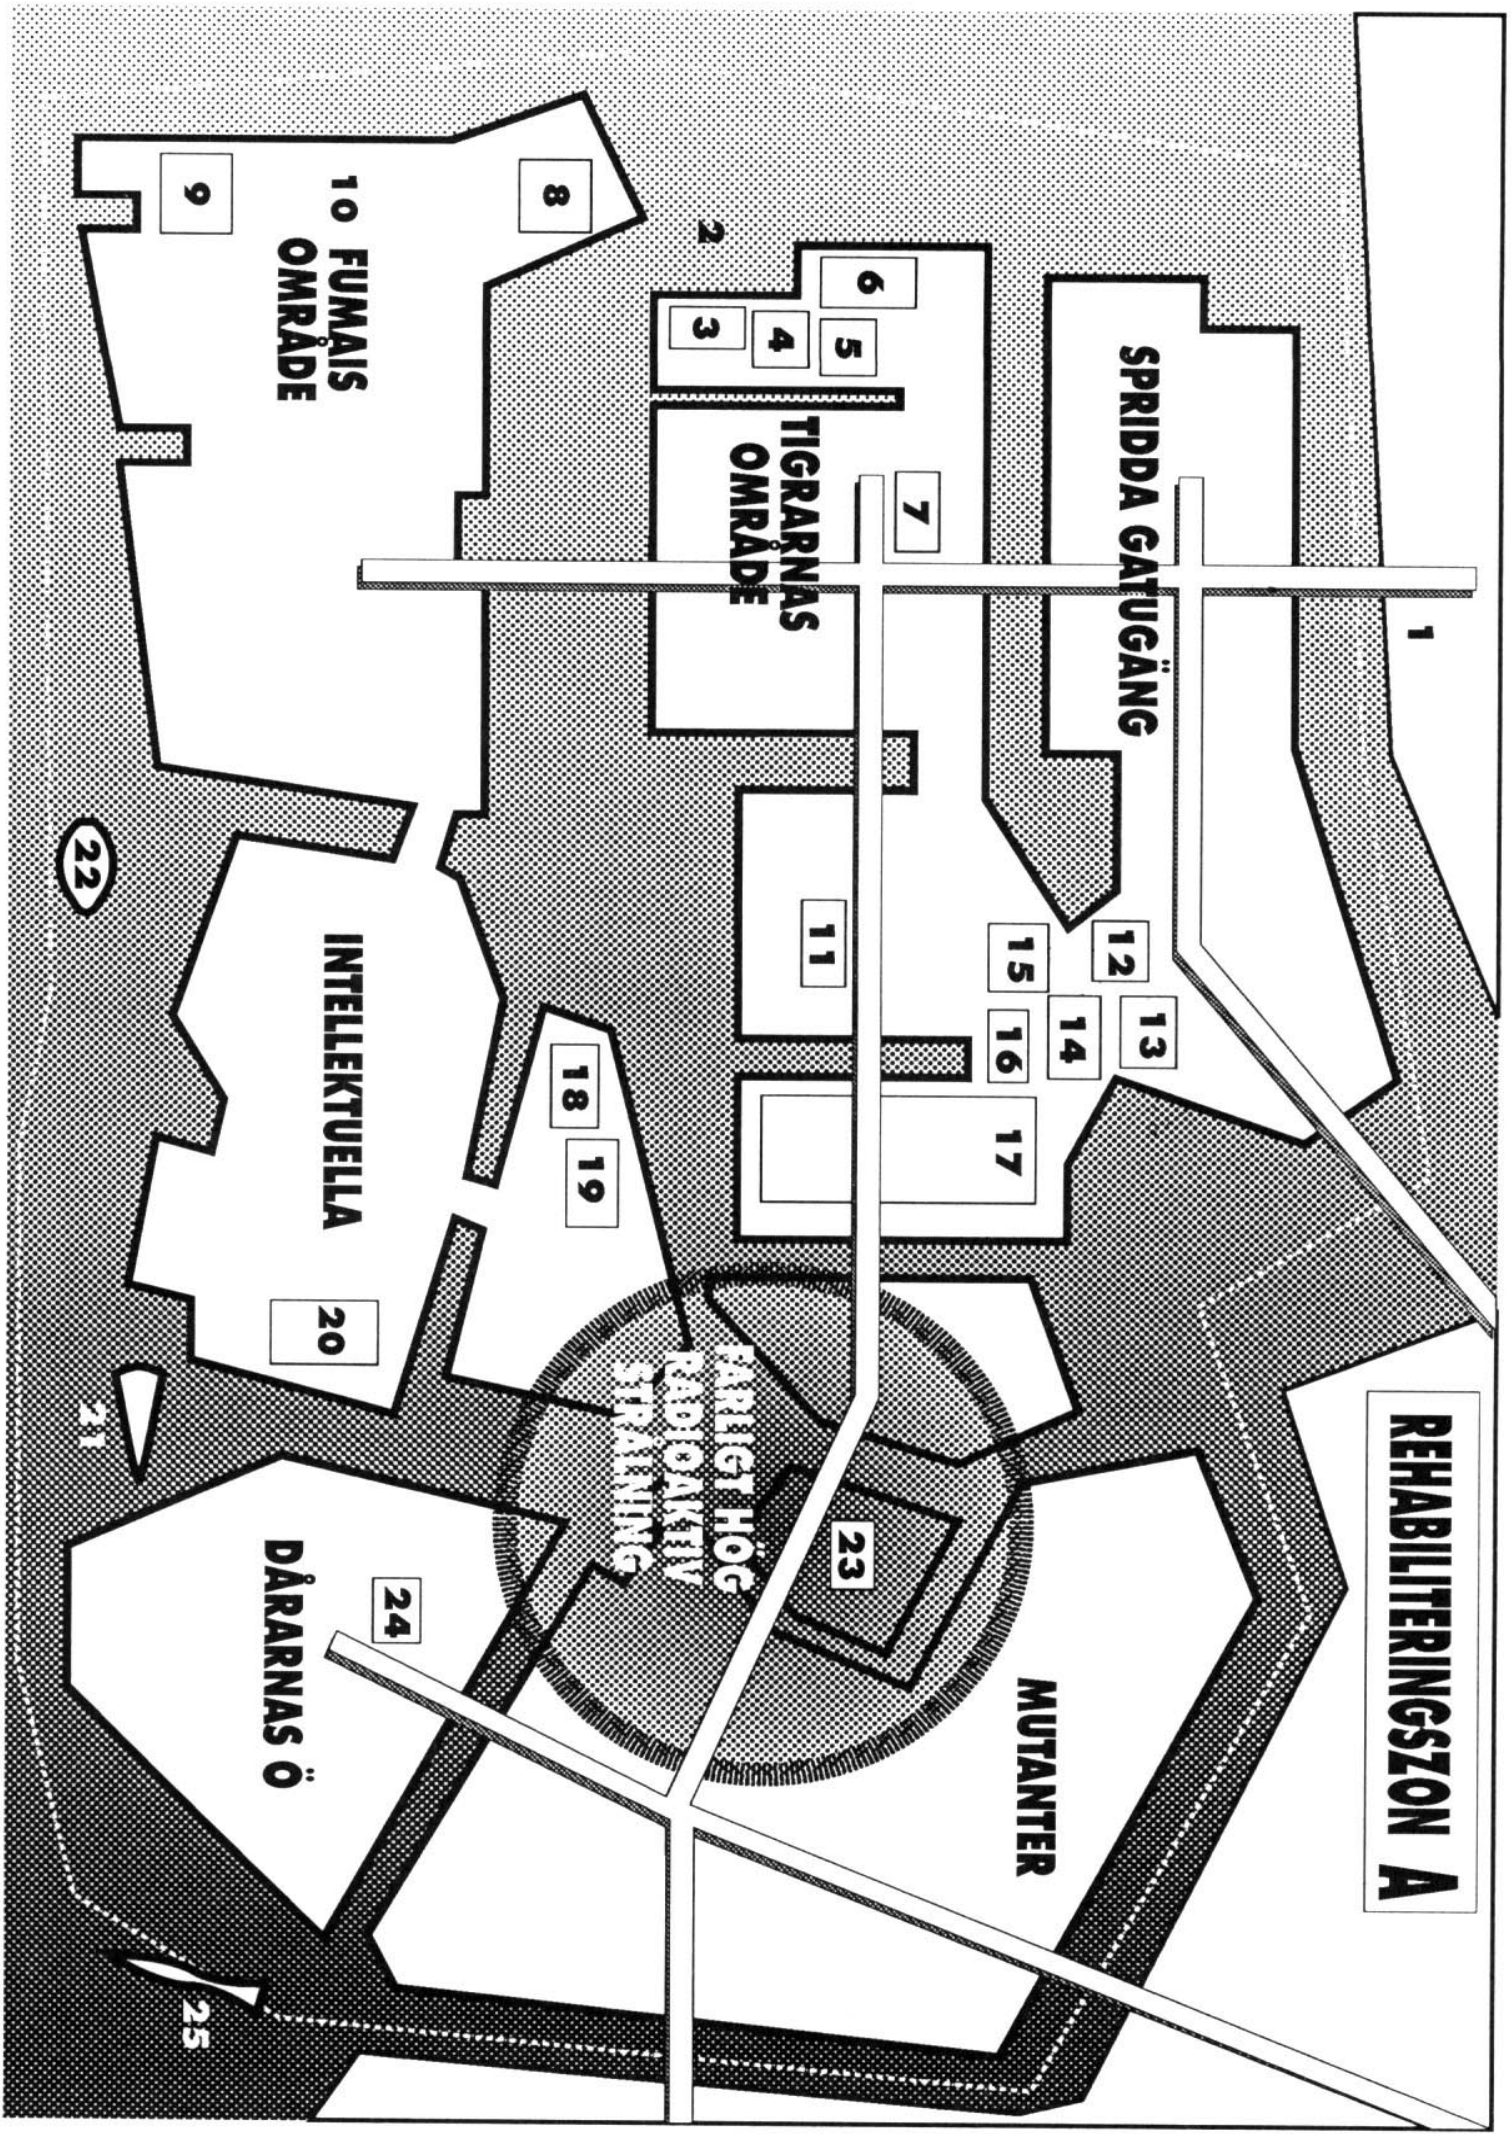 REHABILITERINGSZON A
1
SPRIDDA GATUGÄNG
2
6
5
4
3
7
TIGRARNAS
OMRÅDE
8
10 FUMAIS
OMRÅDE
9
12
13
14
15
16
11
17
18
19
INTELLEKTUELLA
20
22
21
FARLIGT HÖG
RADIOAKTIV
STRÅLNING
23
MUTANTER
24
DÅRARNAS Ö
25